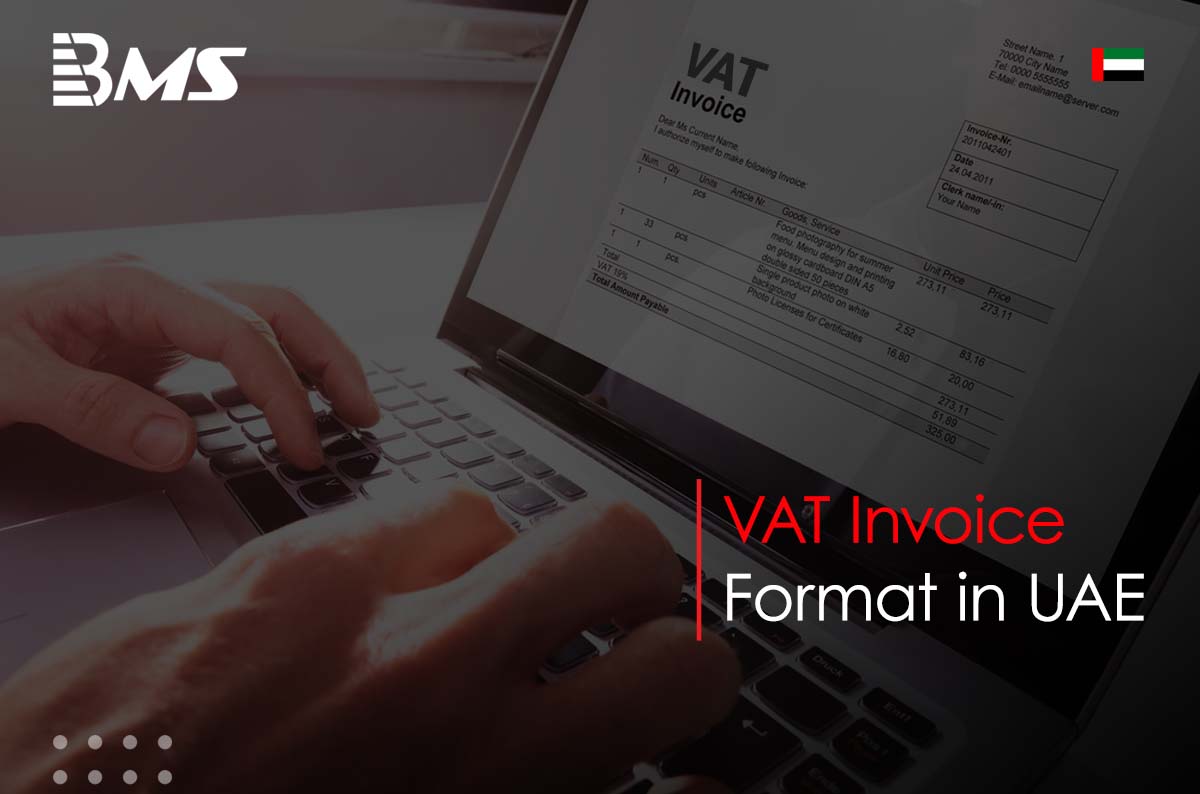 BMS
VAT
Invoice
Street Name. 1
70000 City Name
Tel: 0000 5555555
E-Mail: emailname@server.com
Dear Ms Current Name,
I authorize myself to make following Invoice:
Invoice-Nr.
2011042401
Date
24.04.2011
Clerk name/-in:
Your Name
Num. Qty Units Article Nr. Goods, Service Unit Price Price
1 1 pcs Food photography for summer
menu. Menu design and printing
on glossy cardboard DIN A5
double sided 50 pieces 273,11 273,11
1 33 pcs Single product photo on white
background 2,52 83,16
1 1 pcs. Photo Licenses for Certificates 16,80 20,00
Total 273,11
VAT 19% 51,89
Total Amount Payable 325,00
VAT Invoice
Format in UAE
Druck
Entf